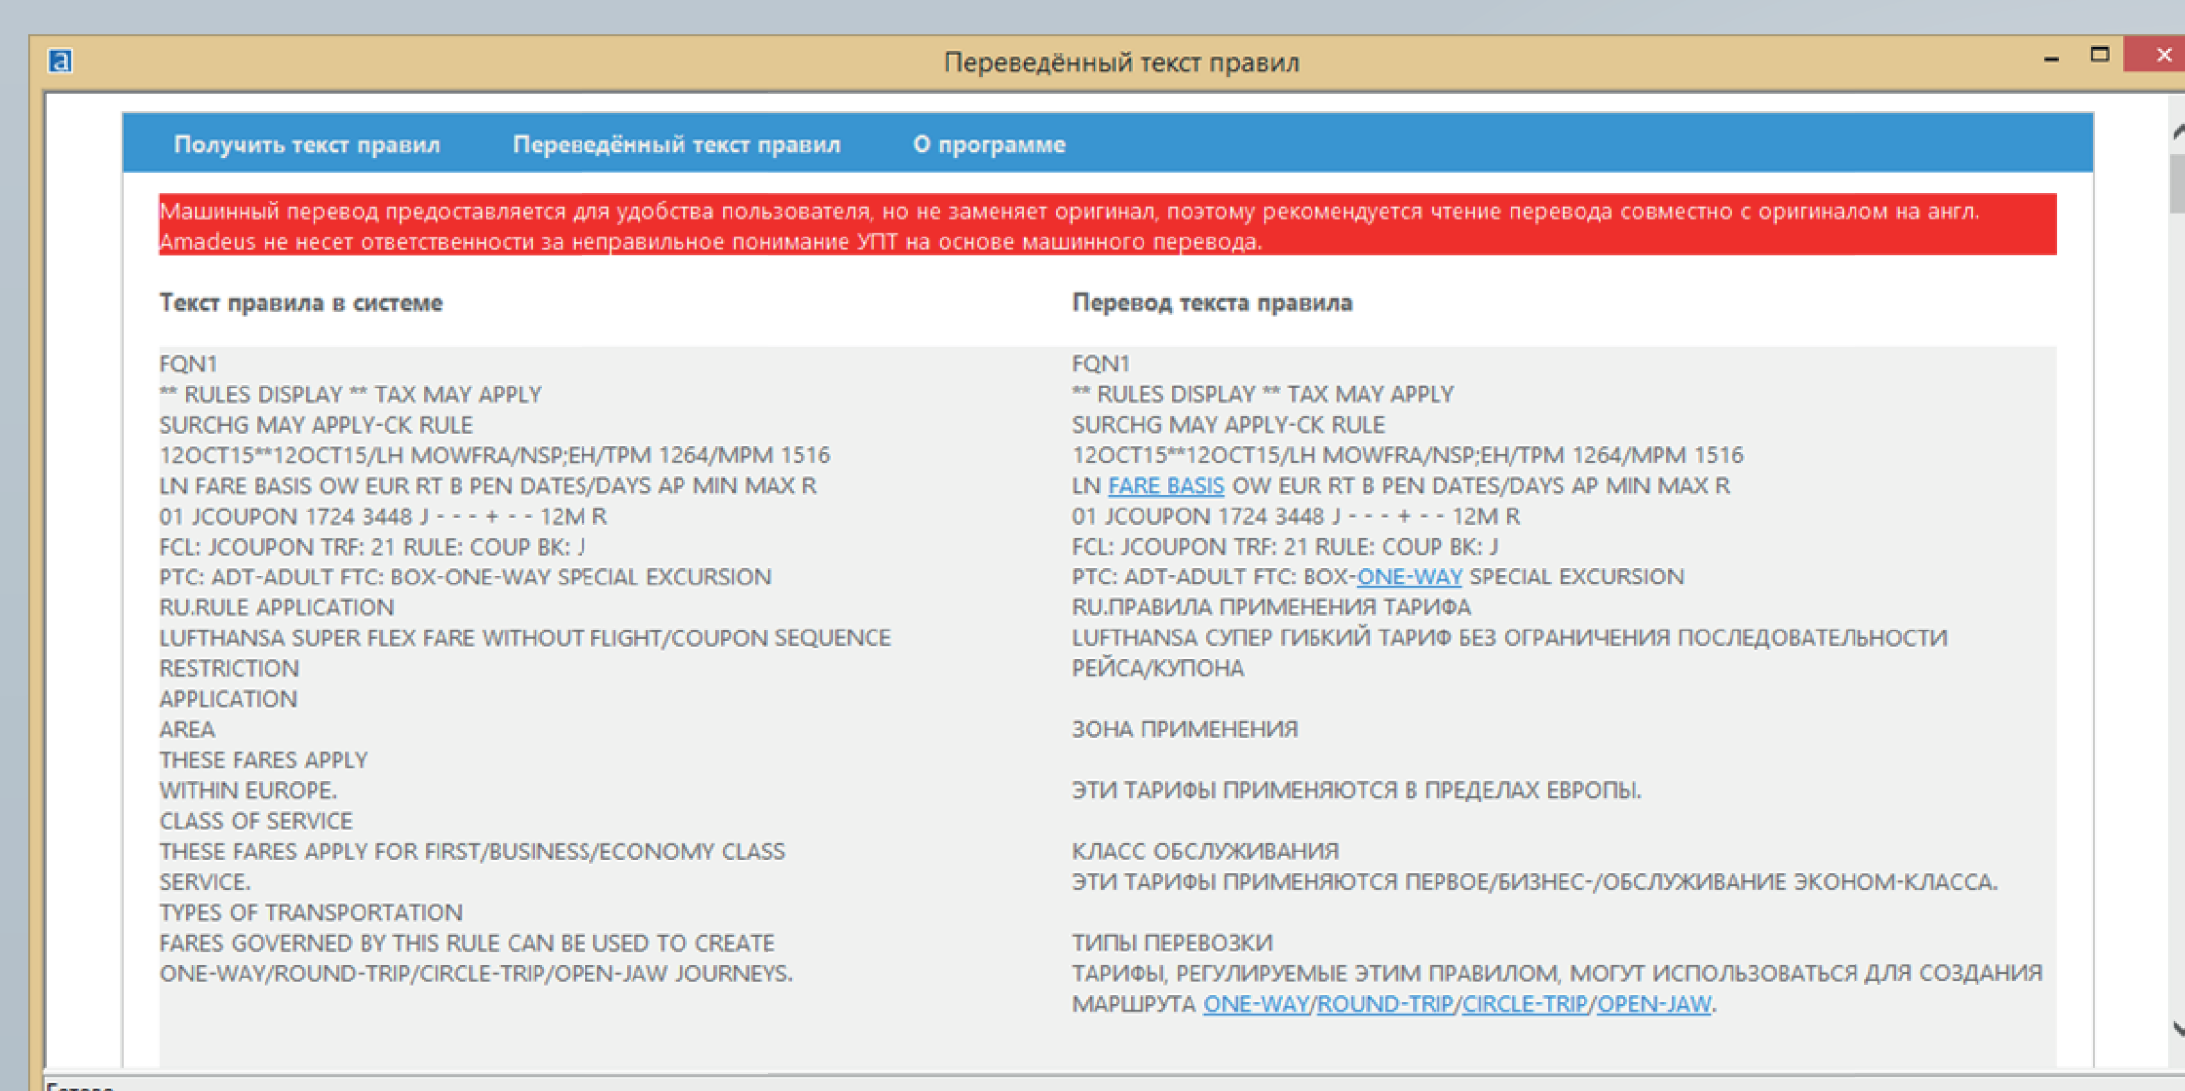 a
Переведённый текст правил
Получить текст правил Переведённый текст правил О программе
Машинный перевод предоставляется для удобства пользователя, но не заменяет оригинал, поэтому рекомендуется чтение перевода совместно с оригиналом на англ.
Amadeus не несет ответственности за неправильное понимание УПТ на основе машинного перевода.
Текст правила в системе
FQN1
** RULES DISPLAY ** TAX MAY APPLY
SURCHG MAY APPLY-CK RULE
12OCT15**12OCT15/LH MOWFRA/NSP;EH/TPM 1264/MPM 1516
LN FARE BASIS OW EUR RT B PEN DATES/DAYS AP MIN MAX R
01 JCOUPON 1724 3448 J - - - + - - 12M R
FCL: JCOUPON TRF: 21 RULE: COUP BK: J
PTC: ADT-ADULT FTC: BOX-ONE-WAY SPECIAL EXCURSION
RU.RULE APPLICATION
LUFTHANSA SUPER FLEX FARE WITHOUT FLIGHT/COUPON SEQUENCE
RESTRICTION
APPLICATION
AREA
THESE FARES APPLY
WITHIN EUROPE.
CLASS OF SERVICE
THESE FARES APPLY FOR FIRST/BUSINESS/ECONOMY CLASS
SERVICE.
TYPES OF TRANSPORTATION
FARES GOVERNED BY THIS RULE CAN BE USED TO CREATE
ONE-WAY/ROUND-TRIP/CIRCLE-TRIP/OPEN-JAW JOURNEYS.
Перевод текста правила
FQN1
** RULES DISPLAY ** TAX MAY APPLY
SURCHG MAY APPLY-CK RULE
12OCT15**12OCT15/LH MOWFRA/NSP;EH/TPM 1264/MPM 1516
LN FARE BASIS OW EUR RT B PEN DATES/DAYS AP MIN MAX R
01 JCOUPON 1724 3448 J - - - + - - 12M R
FCL: JCOUPON TRF: 21 RULE: COUP BK: J
PTC: ADT-ADULT FTC: BOX-ONE-WAY SPECIAL EXCURSION
RU.ПРАВИЛА ПРИМЕНЕНИЯ ТАРИФА
LUFTHANSA СУПЕР ГИБКИЙ ТАРИФ БЕЗ ОГРАНИЧЕНИЯ ПОСЛЕДОВАТЕЛЬНОСТИ
РЕЙСА/КУПОНА
ЗОНА ПРИМЕНЕНИЯ
ЭТИ ТАРИФЫ ПРИМЕНЯЮТСЯ В ПРЕДЕЛАХ ЕВРОПЫ.
КЛАСС ОБСЛУЖИВАНИЯ
ЭТИ ТАРИФЫ ПРИМЕНЯЮТСЯ ПЕРВОЕ/БИЗНЕС-/ОБСЛУЖИВАНИЕ ЭКОНОМ-КЛАССА.
ТИПЫ ПЕРЕВОЗКИ
ТАРИФЫ, РЕГУЛИРУЕМЫЕ ЭТИМ ПРАВИЛОМ, МОГУТ ИСПОЛЬЗОВАТЬСЯ ДЛЯ СОЗДАНИЯ
МАРШРУТА ONE-WAY/ROUND-TRIP/CIRCLE-TRIP/OPEN-JAW.